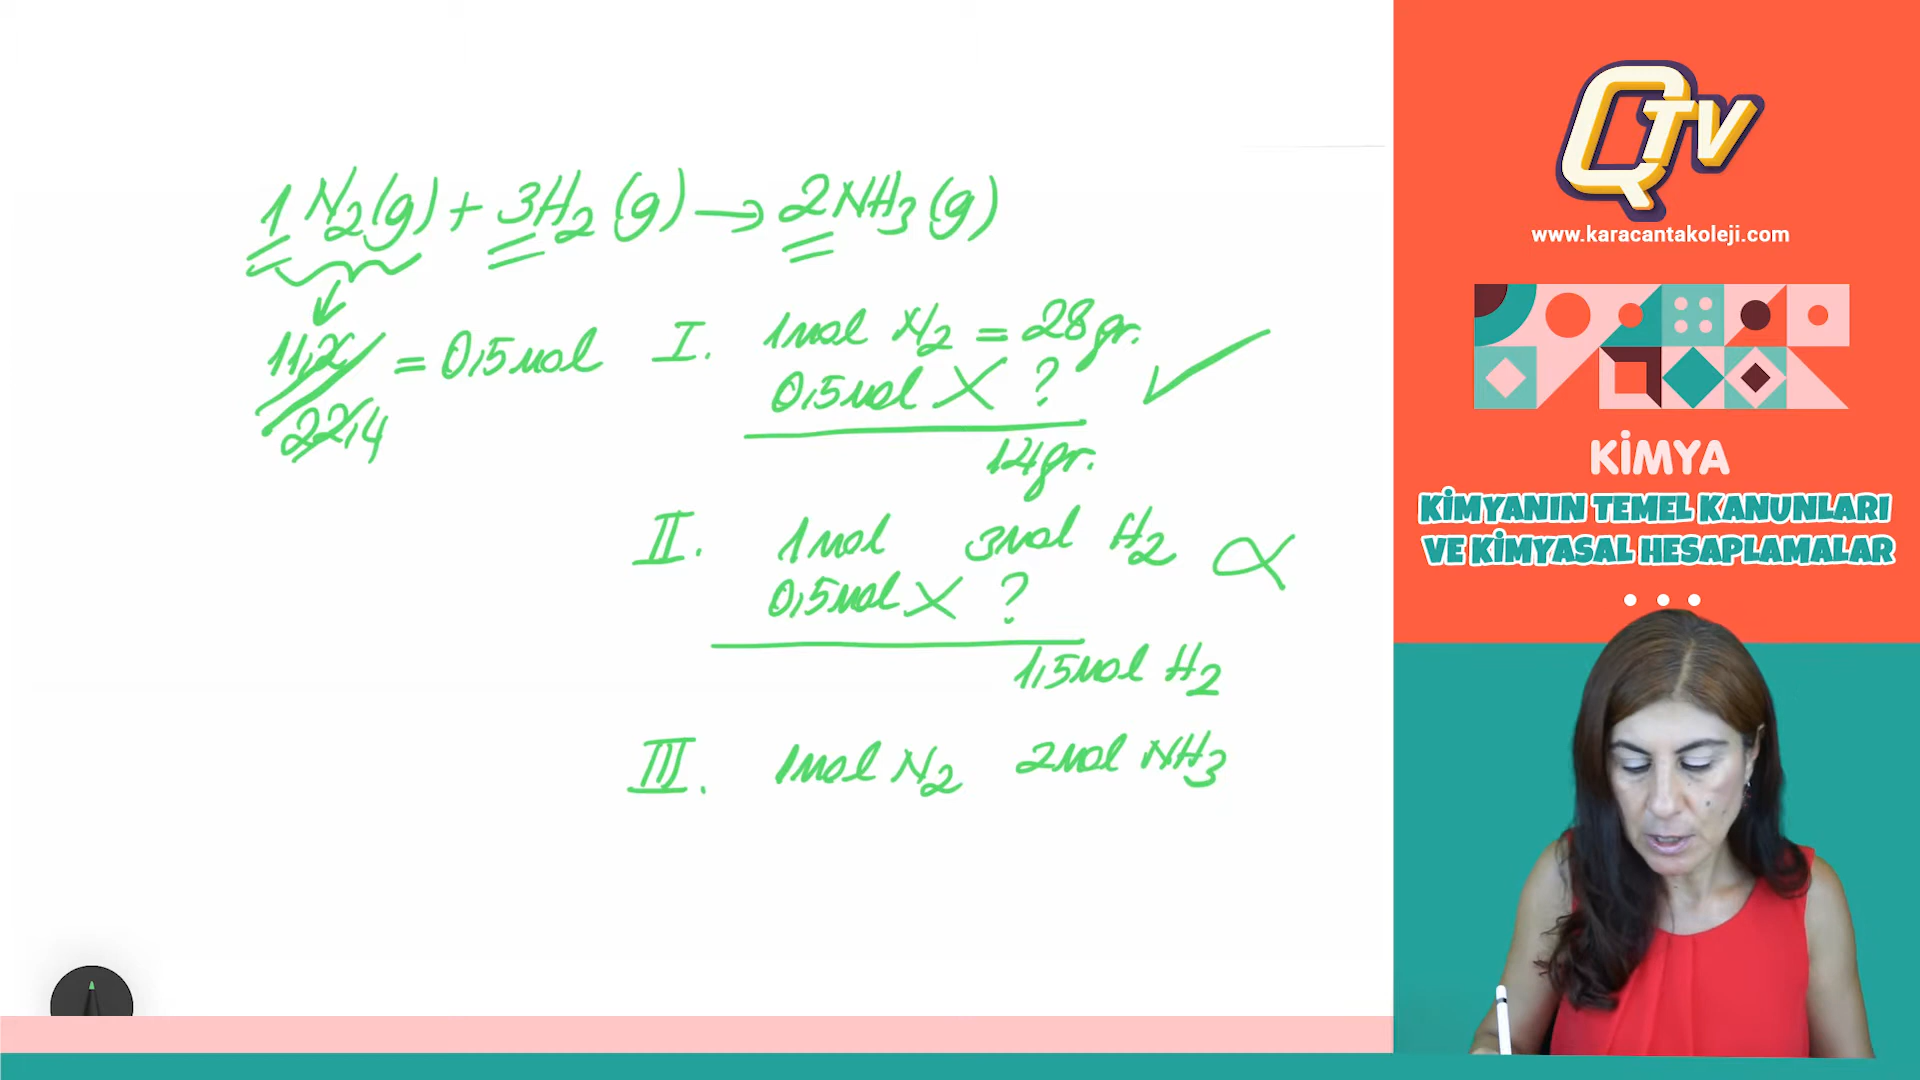 1 N2(g) + 3H2 (g) → 2NH3 (g)
11,2 / 22,4 = 0,5 mol
I. 1mol N2 = 28 gr.
0,5mol X ?
14gr.
II. 1mol 3mol H2
0,5mol X ?
1,5mol H2
III. 1mol N2 2mol NH3
QTV
www.karacantakoleji.com
KİMYA
KİMYANIN TEMEL KANUNLARI
VE KİMYASAL HESAPLAMALAR